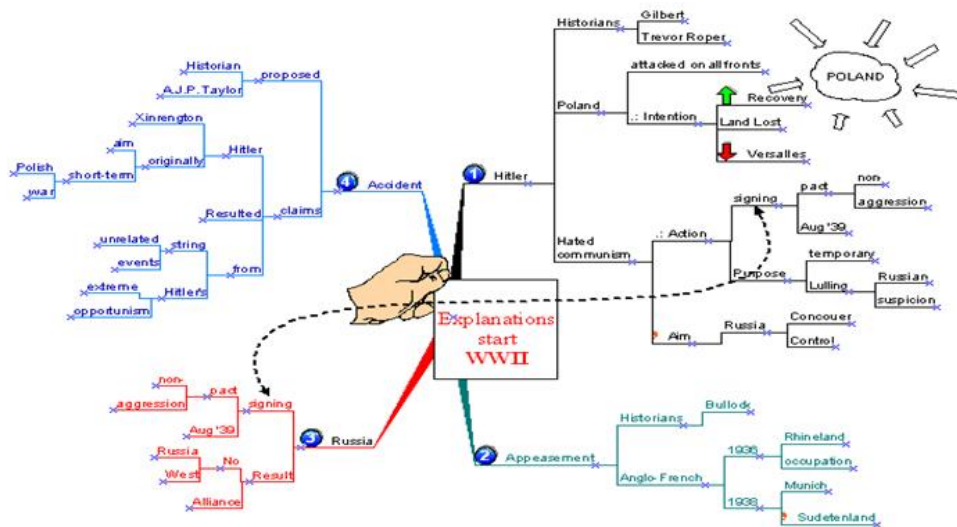 Explanations
start
WWII
1
Hitler
Historians
Gilbert
Trevor Roper
Poland
attacked on all fronts
.: Intention
Recovery
Land Lost
Versalles
POLAND
Hated
communism
.: Action
signing
pact
non-
aggression
Aug '39
Purpose
temporary
Lulling
Russian
suspicion
Aim
Russia
Concouer
Control
2
Appeasement
Historians
Bullock
Anglo-French
1936
Rhineland
occupation
1938
Munich
Sudetenland
3
Russia
signing
pact
non-
aggression
Aug '39
Result
No
Russia
West
Alliance
4
Accident
proposed
Historian
A.J.P. Taylor
claims
Hitler
Xinrengton
originally
aim
short-term
Polish
war
Resulted
from
string
unrelated
events
Hitler's
extreme
opportunism